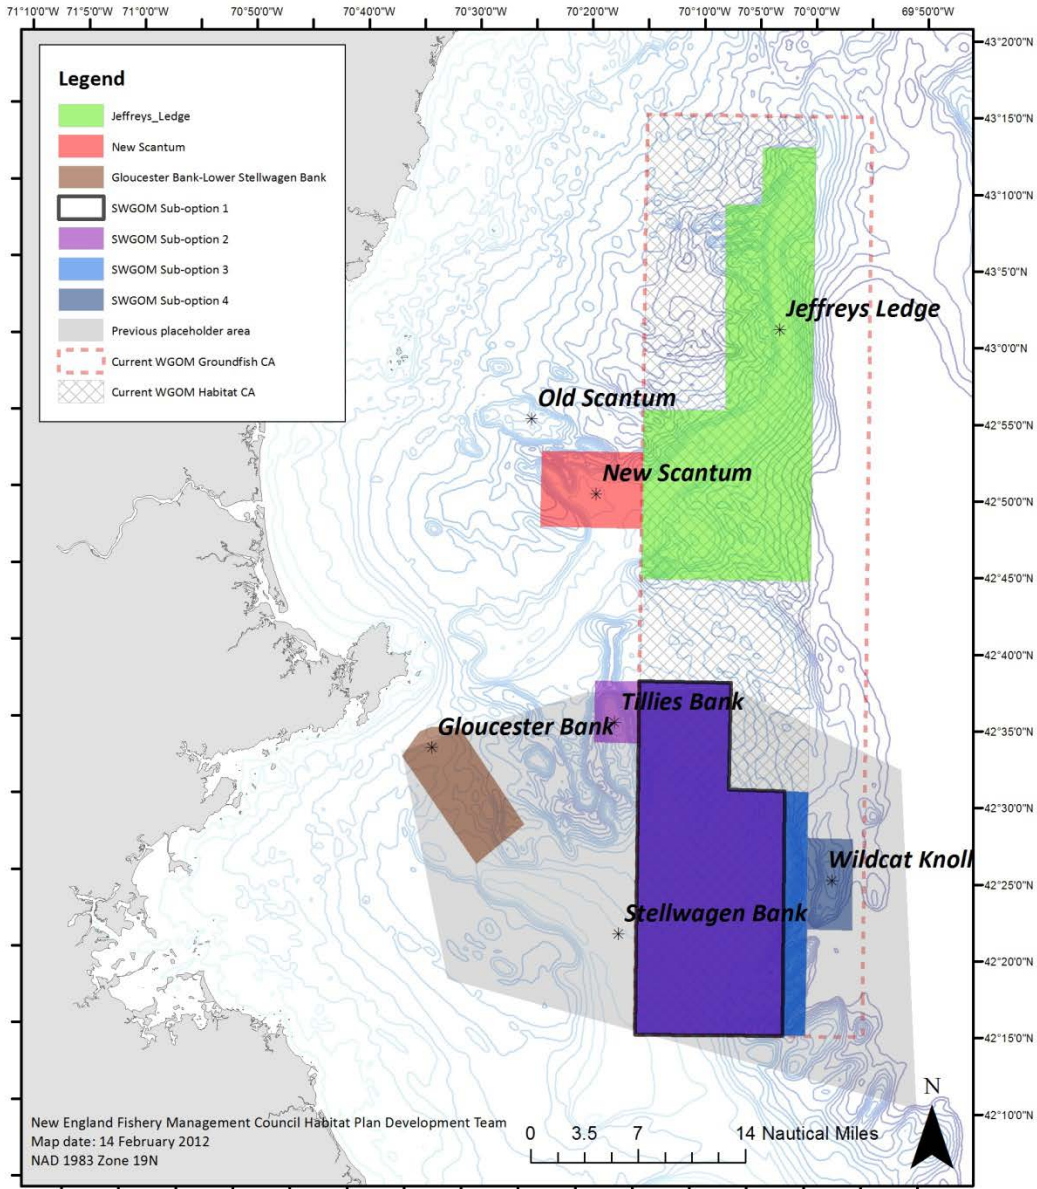 71°10'0"W 71°5'0"W 71°0'0"W 70°50'0"W 70°40'0"W 70°30'0"W 70°20'0"W 70°10'0"W 70°5'0"W 70°0'0"W 69°50'0"W
43°20'0"N
Legend
Jeffreys_Ledge
New Scantum
Gloucester Bank-Lower Stellwagen Bank
SWGOM Sub-option 1
SWGOM Sub-option 2
SWGOM Sub-option 3
SWGOM Sub-option 4
Previous placeholder area
Current WGOM Groundfish CA
Current WGOM Habitat CA
43°15'0"N
43°10'0"N
43°5'0"N
Jeffreys Ledge
43°0'0"N
Old Scantum
42°55'0"N
New Scantum
42°50'0"N
42°45'0"N
42°40'0"N
Tillies Bank
Gloucester Bank
42°35'0"N
42°30'0"N
Wildcat Knoll
42°25'0"N
Stellwagen Bank
42°20'0"N
42°15'0"N
42°10'0"N
New England Fishery Management Council Habitat Plan Development Team
Map date: 14 February 2012
NAD 1983 Zone 19N
0 3.5 7 14 Nautical Miles
N